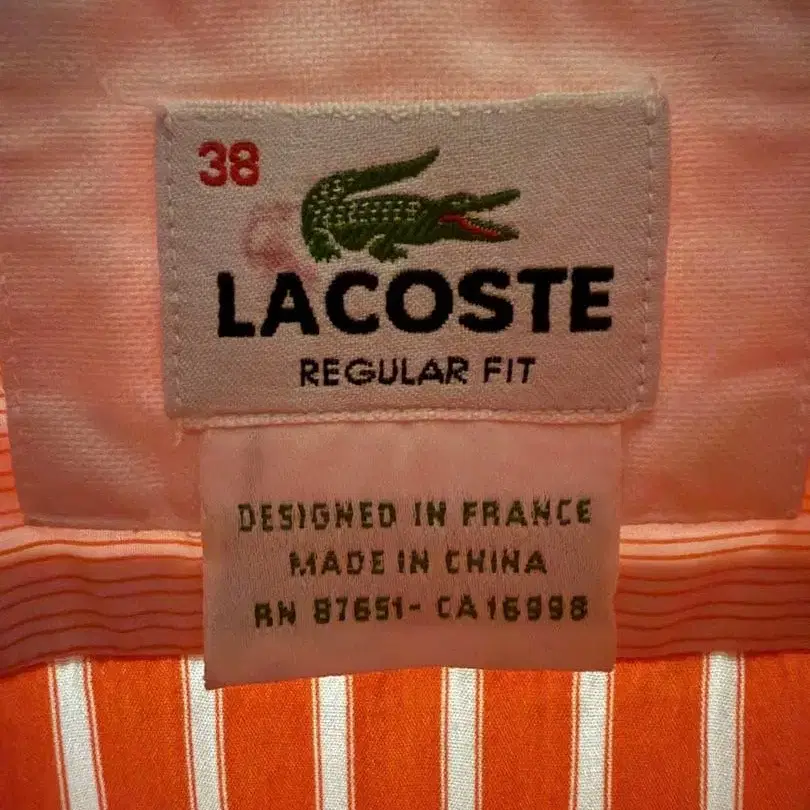 38
LACOSTE
REGULAR FIT
DESIGNED IN FRANCE
MADE IN CHINA
RN 87651- CA16998